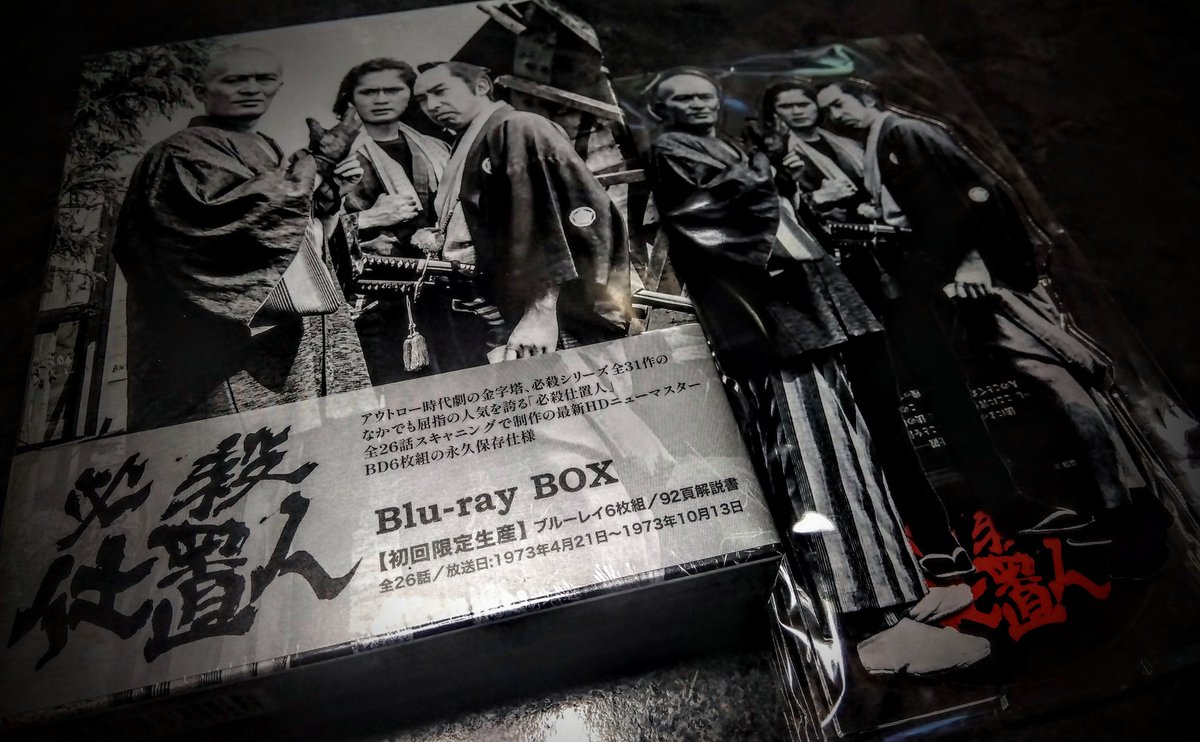 アウトロー時代劇の金字塔、必殺シリーズ全31作の
なかでも屈指の人気を誇る「必殺仕置人」
全26話スキャニングで制作の最新HDニューマスター
BD6枚組の永久保存仕様
必殺
仕置人
Blu-ray BOX
【初回限定生産】ブルーレイ6枚組／92頁解説書
全26話／放送日:1973年4月21日～1973年10月13日
置人